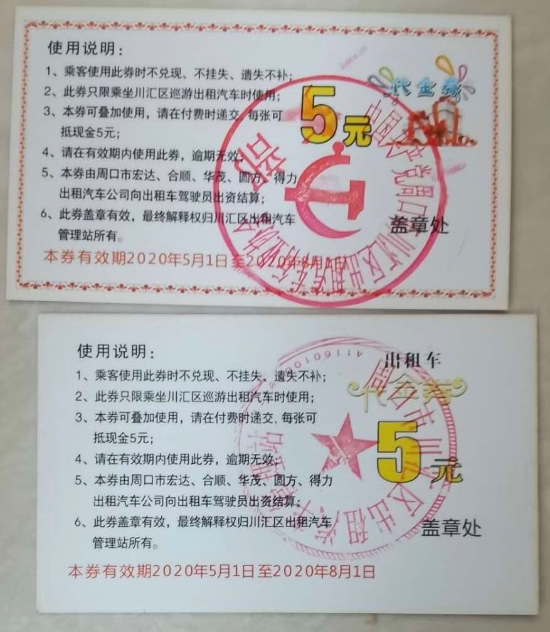 使用说明：
1、乘客使用此券时不兑现、不挂失、遗失不补；
2、此券只限乘坐川汇区巡游出租汽车时使用；
3、本券可叠加使用，请在付费时递交，每张可
抵现金5元；
4、请在有效期内使用此券，逾期无效；
5、本券由周口市宏达、合顺、华茂、圆方、得力
出租汽车公司向出租车驾驶员出资结算；
6、此券盖章有效，最终解释权归川汇区出租汽车
管理站所有。
本券有效期2020年5月1日至2020年8月1日
代金券
5元
盖章处
使用说明：
1、乘客使用此券时不兑现、不挂失、遗失不补；
2、此券只限乘坐川汇区巡游出租汽车时使用；
3、本券可叠加使用，请在付费时递交，每张可
抵现金5元；
4、请在有效期内使用此券，逾期无效；
5、本券由周口市宏达、合顺、华茂、圆方、得力
出租汽车公司向出租车驾驶员出资结算；
6、此券盖章有效，最终解释权归川汇区出租汽车
管理站所有。
本券有效期2020年5月1日至2020年8月1日
出租车
代金券
5元
盖章处